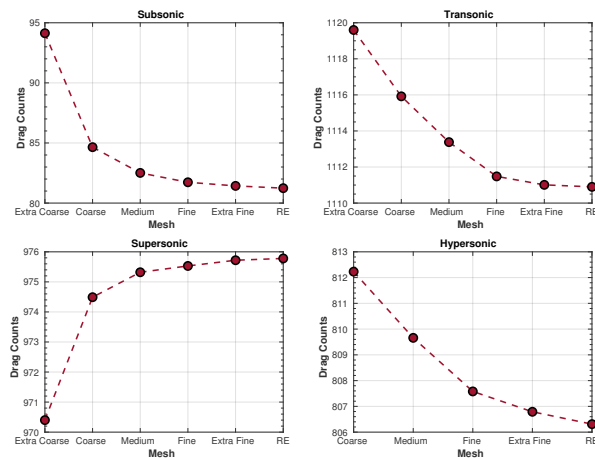 Subsonic
95
90
85
80
Drag Counts
Extra Coarse Coarse Medium Fine Extra Fine RE
Mesh
Transonic
1120
1118
1116
1114
1112
1110
Drag Counts
Extra Coarse Coarse Medium Fine Extra Fine RE
Mesh
Supersonic
976
975
974
973
972
971
970
Drag Counts
Extra Coarse Coarse Medium Fine Extra Fine RE
Mesh
Hypersonic
813
812
811
810
809
808
807
806
Drag Counts
Coarse Medium Fine Extra Fine RE
Mesh